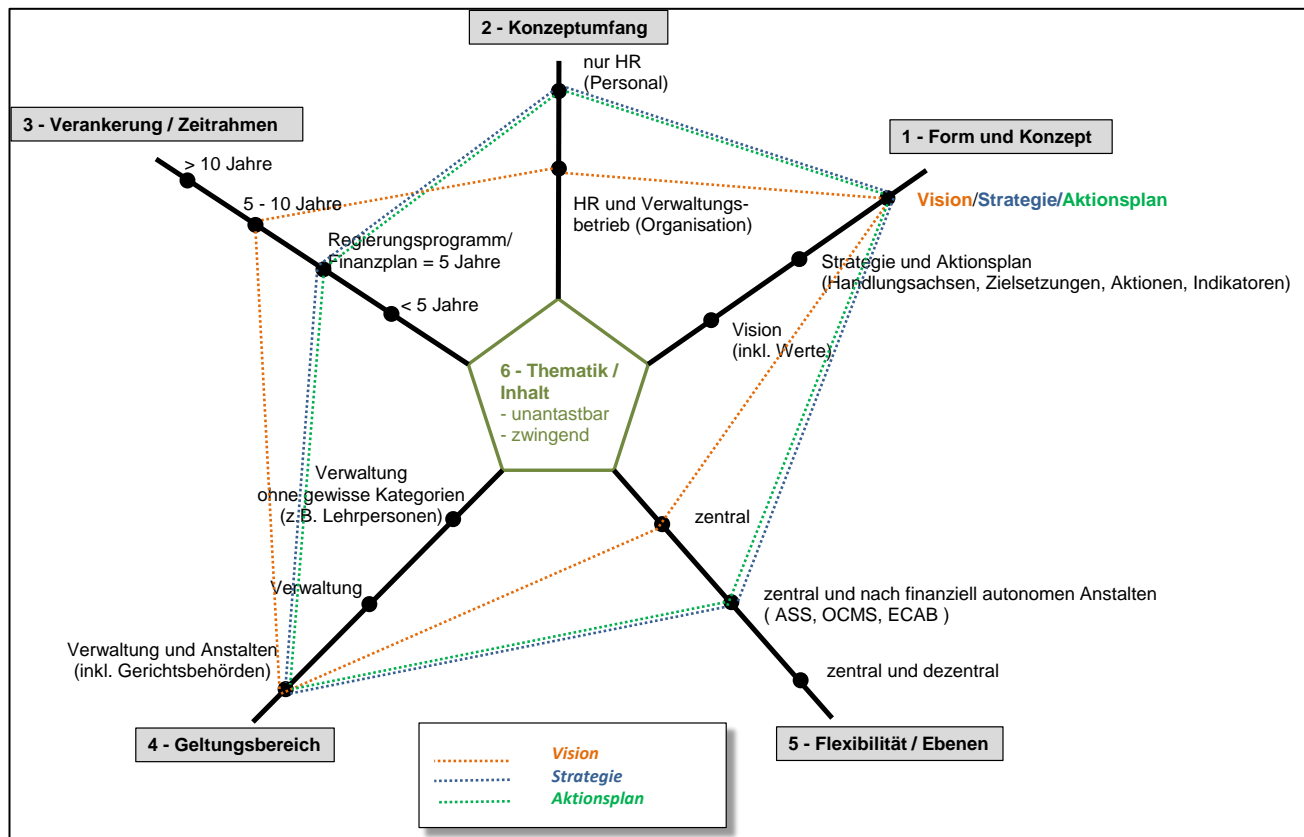 2 - Konzeptumfang
nur HR
(Personal)
3 - Verankerung / Zeitrahmen
1 - Form und Konzept
> 10 Jahre
5 - 10 Jahre
Vision/Strategie/Aktionsplan
HR und Verwaltungs-
betrieb (Organisation)
Regierungsprogramm/
Finanzplan = 5 Jahre
Strategie und Aktionsplan
(Handlungsachsen, Zielsetzungen, Aktionen, Indikatoren)
< 5 Jahre
Vision
(inkl. Werte)
6 - Thematik /
Inhalt
- unantastbar
- zwingend
Verwaltung
ohne gewisse Kategorien
(z.B. Lehrpersonen)
zentral
Verwaltung
zentral und nach finanziell autonomen Anstalten
( ASS, OCMS, ECAB )
Verwaltung und Anstalten
(inkl. Gerichtsbehörden)
zentral und dezentral
4 - Geltungsbereich
5 - Flexibilität / Ebenen
Vision
Strategie
Aktionsplan